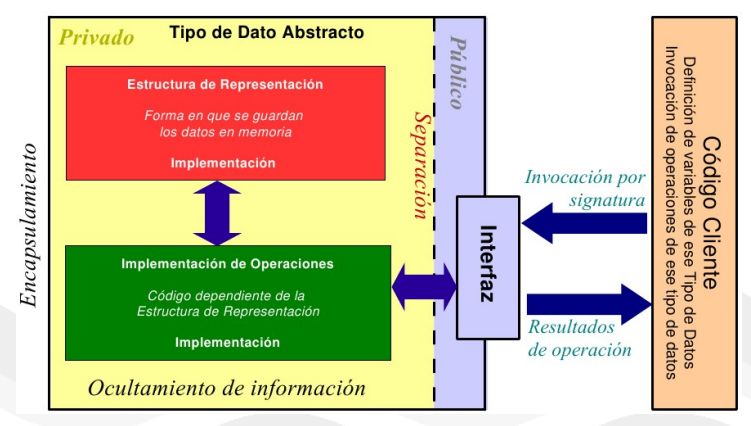 Privado
Tipo de Dato Abstracto
Público
Encapsulamiento
Estructura de Representación
Forma en que se guardan
los datos en memoria
Implementación
Separación
Implementación de Operaciones
Código dependiente de la
Estructura de Representación
Implementación
Ocultamiento de información
Interfaz
Invocación por
signatura
Resultados
de operación
Código Cliente
Definición de variables de ese Tipo de Datos
Invocación de operaciones de ese tipo de datos